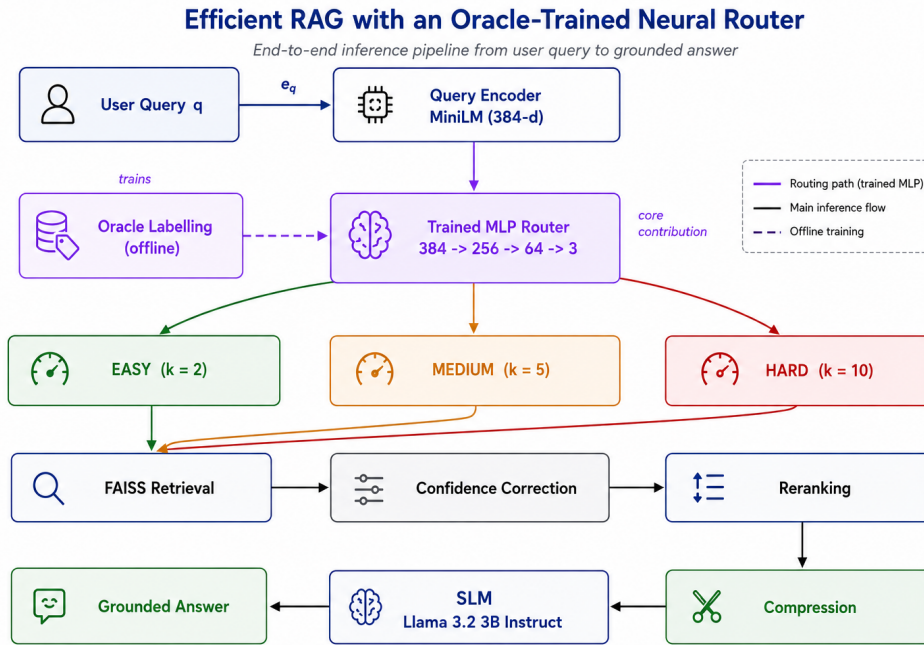 Efficient RAG with an Oracle-Trained Neural Router
End-to-end inference pipeline from user query to grounded answer
User Query q
e_q
Query Encoder
MiniLM (384-d)
trains
Oracle Labelling
(offline)
Trained MLP Router
384 -> 256 -> 64 -> 3
core
contribution
Routing path (trained MLP)
Main inference flow
Offline training
EASY (k = 2)
MEDIUM (k = 5)
HARD (k = 10)
FAISS Retrieval
Confidence Correction
Reranking
Grounded Answer
SLM
Llama 3.2 3B Instruct
Compression